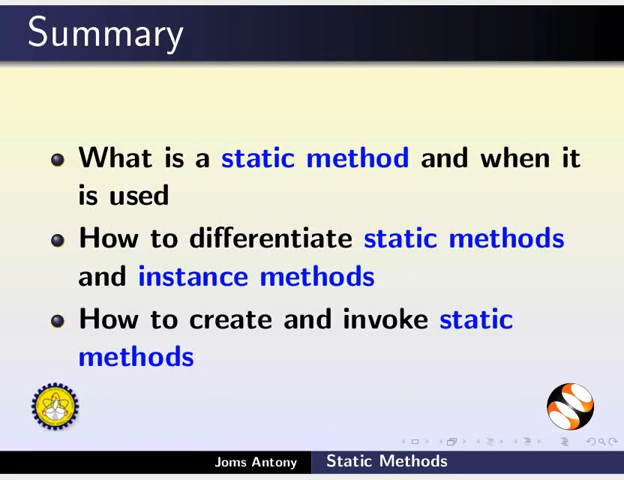 Summary
What is a static method and when it
is used
How to differentiate static methods
and instance methods
How to create and invoke static
methods
Joms Antony
Static Methods